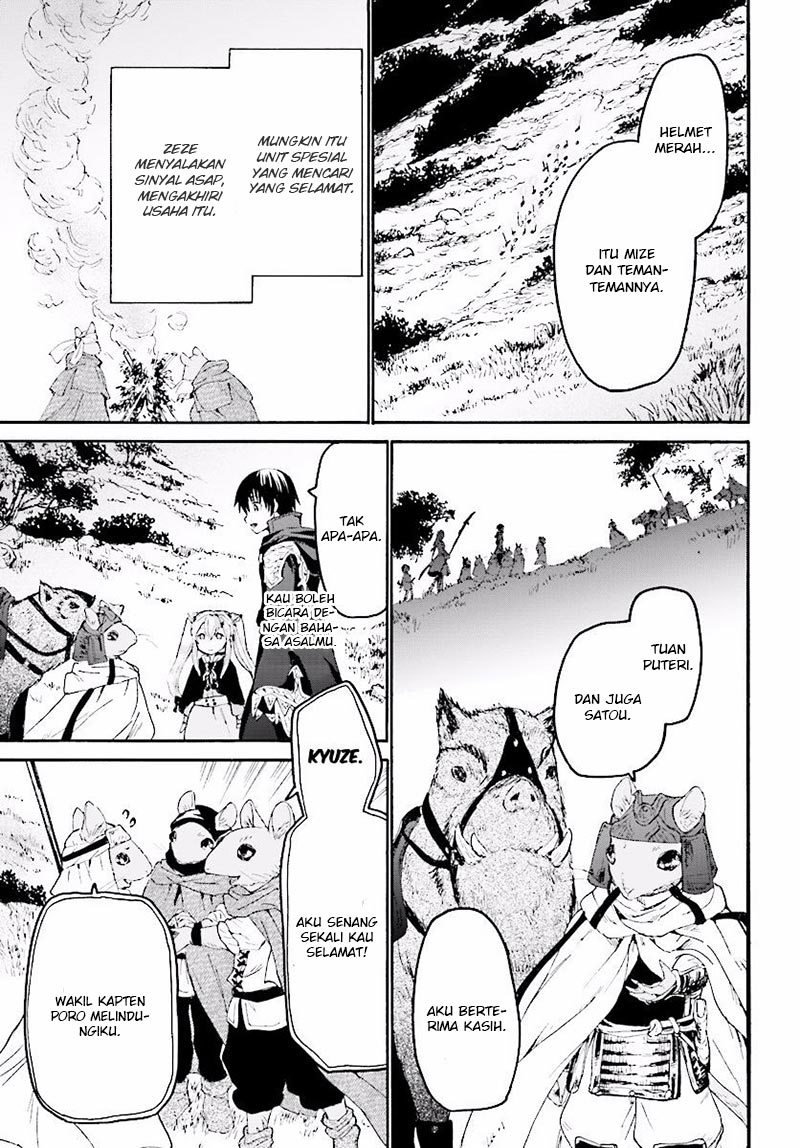 HELMET
MERAH...
ITU MIZE
DAN TEMAN-
TEMANNYA.
MUNGKIN ITU
UNIT SPESIAL
YANG MENCARI
YANG SELAMAT.
ZEZE
MENYALAKAN
SINYAL ASAP,
MENGAKHIRI
USAHA ITU.
TUAN
PUTERI.
DAN JUGA
SATOU.
AKU BERTE-
RIMA KASIH.
TAK
APA-APA.
KAU BOLEH
BICARA DE-
NGAN BAHA-
SA ASALMU.
KYUZE.
AKU SENANG
SEKALI KAU
SELAMAT!
WAKIL KAPTEN
PORO MELINDU-
NGIKU.